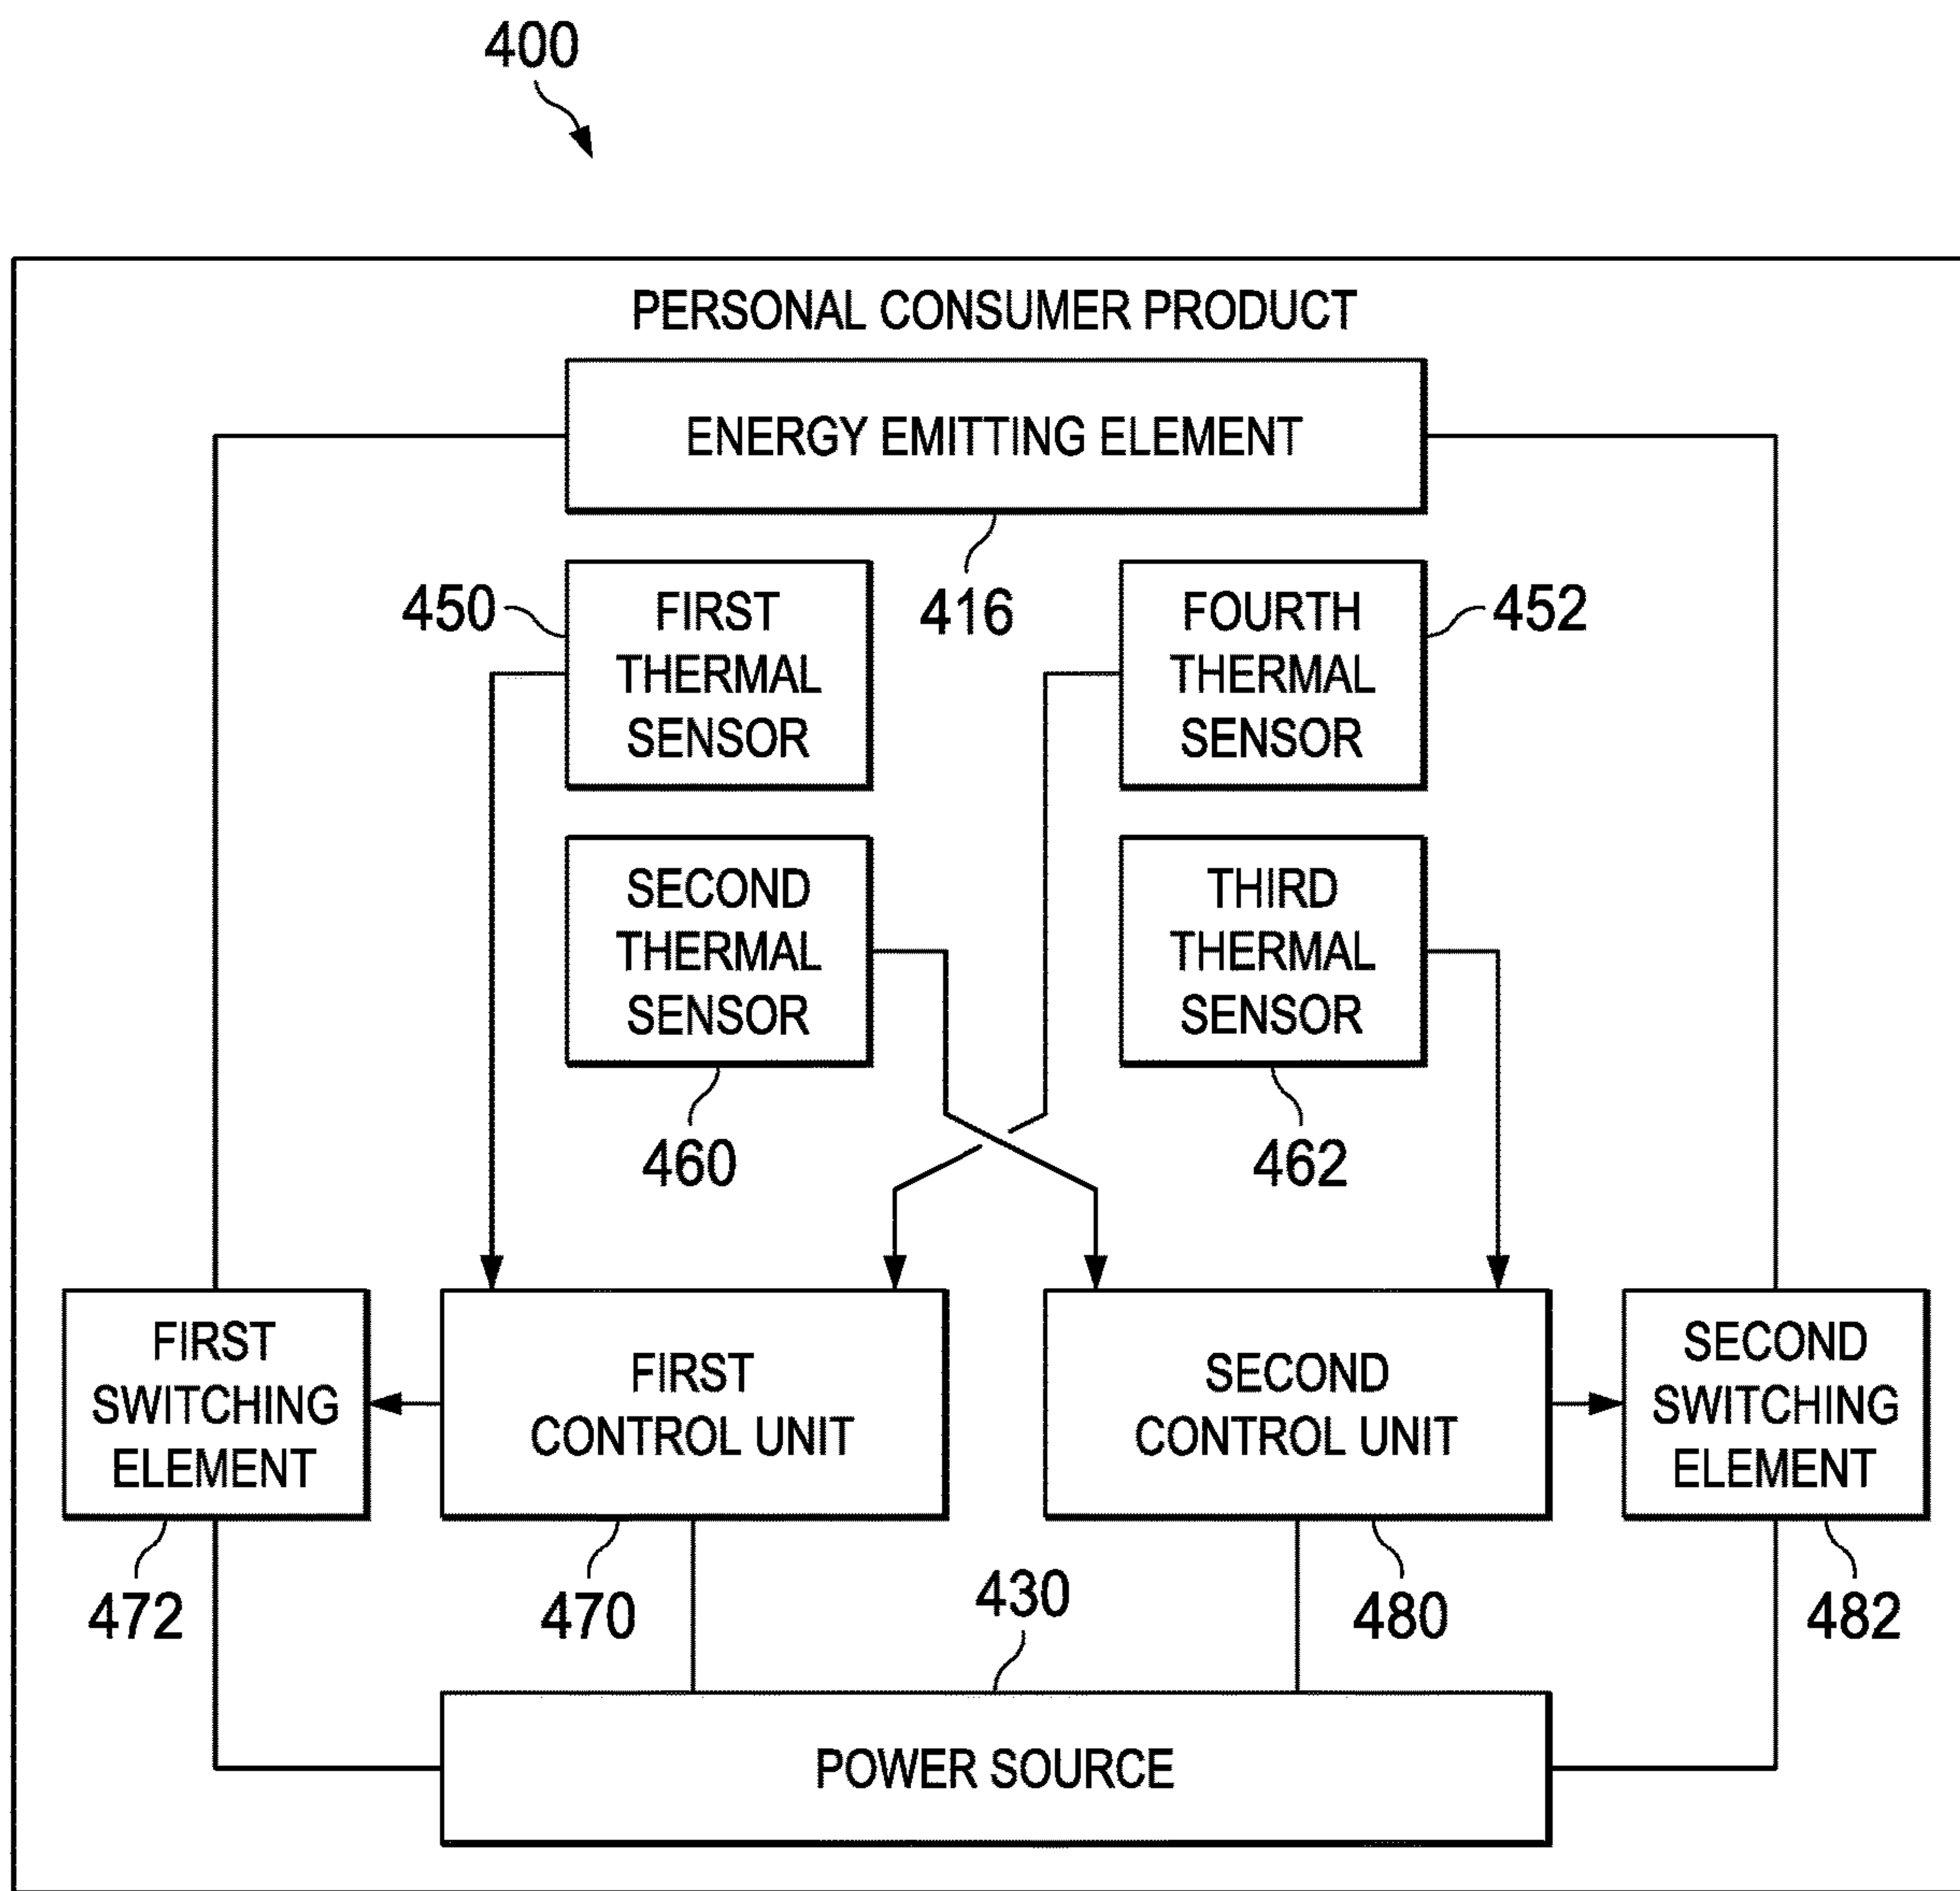 400
PERSONAL CONSUMER PRODUCT
ENERGY EMITTING ELEMENT
416
450
FIRST
THERMAL
SENSOR
FOURTH
THERMAL
SENSOR
452
SECOND
THERMAL
SENSOR
460
THIRD
THERMAL
SENSOR
462
FIRST
SWITCHING
ELEMENT
472
FIRST
CONTROL UNIT
470
SECOND
CONTROL UNIT
480
SECOND
SWITCHING
ELEMENT
482
430
POWER SOURCE